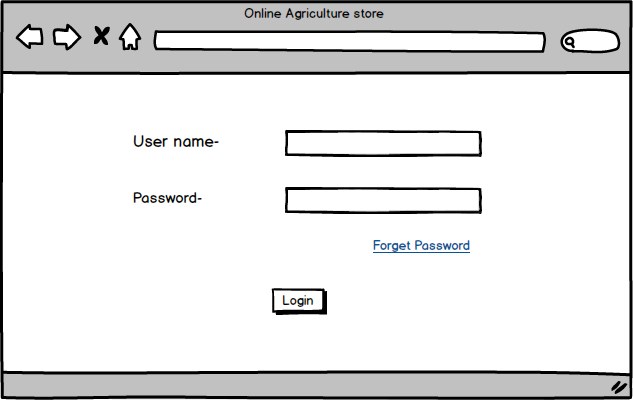 Online Agriculture store
User name-
Password-
Forget Password
Login